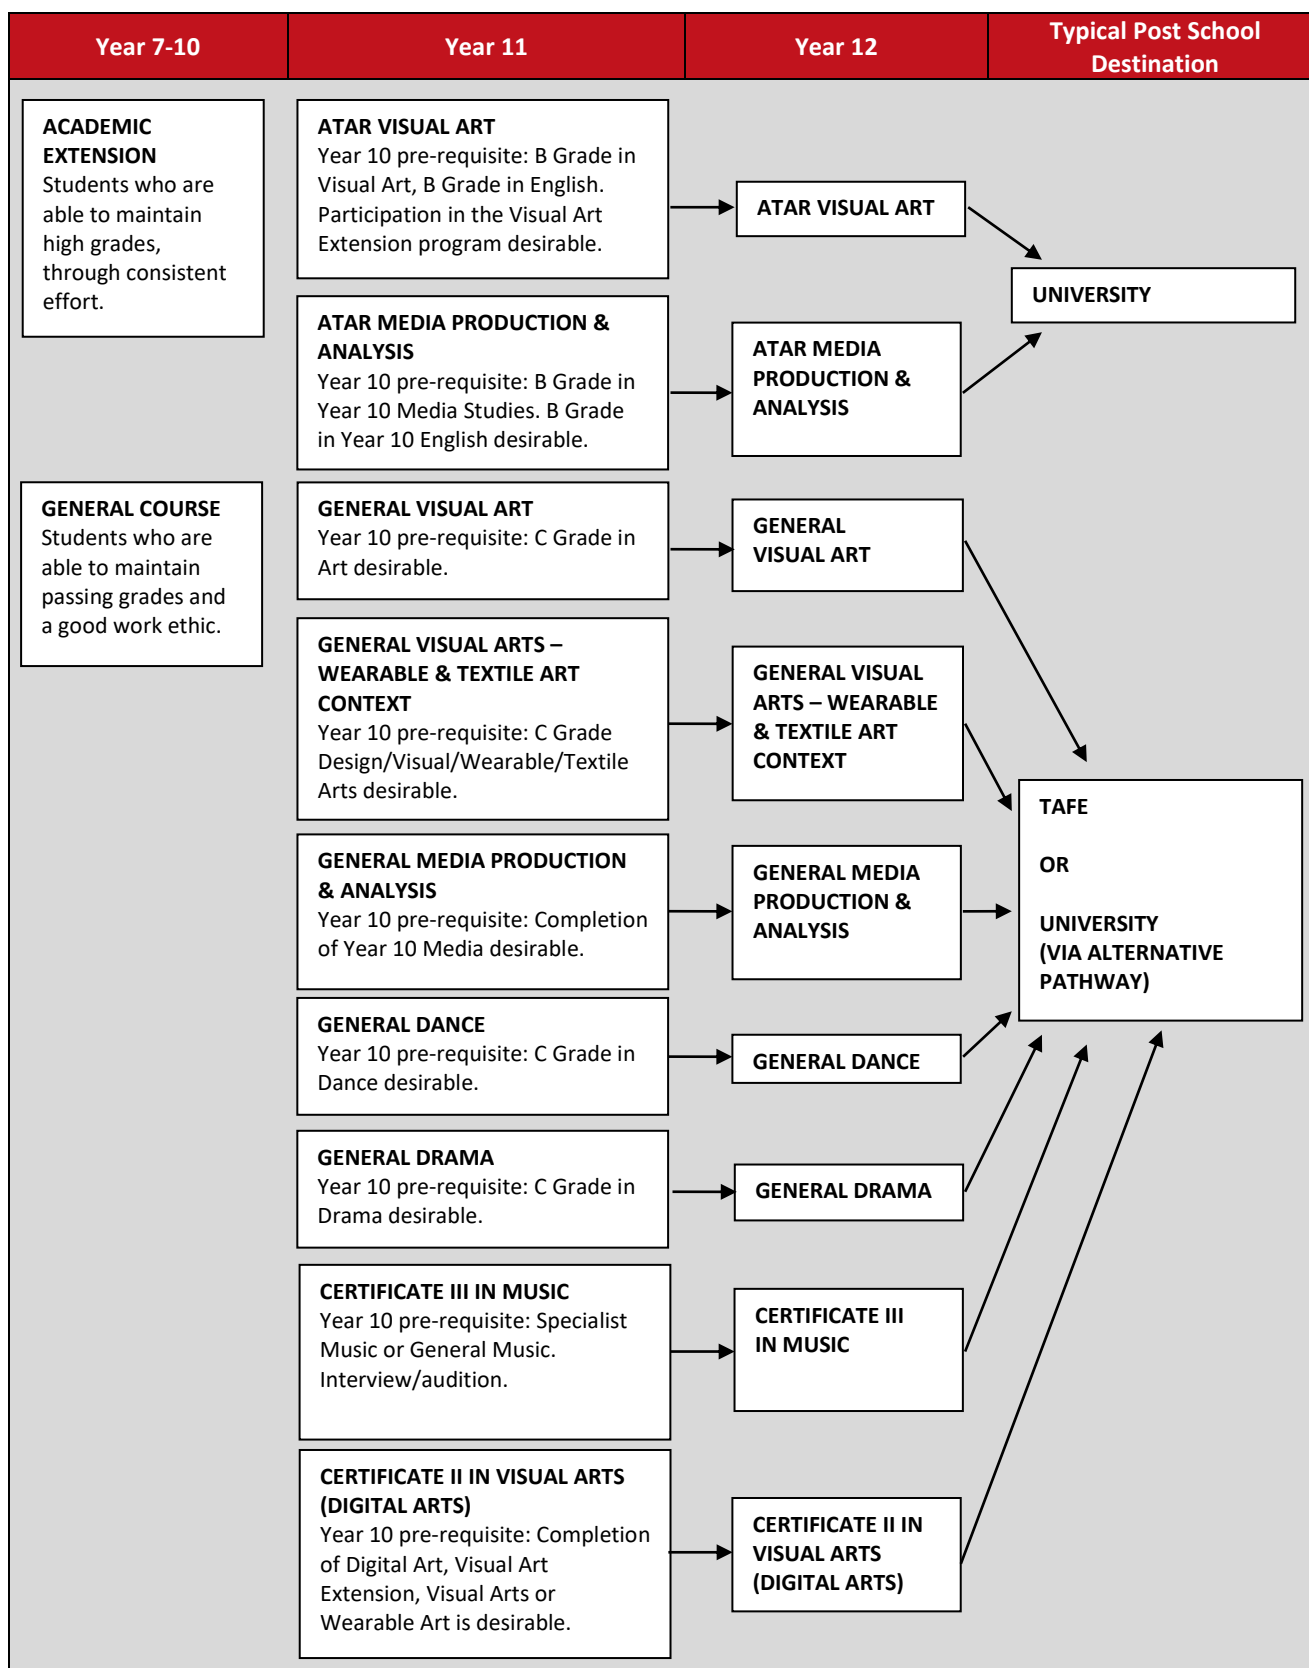 Year 7-10
Year 11
Year 12
Typical Post School
Destination
ACADEMIC
EXTENSION
Students who are
able to maintain
high grades,
through consistent
effort.
ATAR VISUAL ART
Year 10 pre-requisite: B Grade in
Visual Art, B Grade in English.
Participation in the Visual Art
Extension program desirable.
ATAR VISUAL ART
UNIVERSITY
ATAR MEDIA PRODUCTION &
ANALYSIS
Year 10 pre-requisite: B Grade in
Year 10 Media Studies. B Grade
in Year 10 English desirable.
ATAR MEDIA
PRODUCTION &
ANALYSIS
GENERAL COURSE
Students who are
able to maintain
passing grades and
a good work ethic.
GENERAL VISUAL ART
Year 10 pre-requisite: C Grade in
Art desirable.
GENERAL
VISUAL ART
GENERAL VISUAL ARTS –
WEARABLE & TEXTILE ART
CONTEXT
Year 10 pre-requisite: C Grade
Design/Visual/Wearable/Textile
Arts desirable.
GENERAL VISUAL
ARTS – WEARABLE
& TEXTILE ART
CONTEXT
TAFE
OR
UNIVERSITY
(VIA ALTERNATIVE
PATHWAY)
GENERAL MEDIA PRODUCTION
& ANALYSIS
Year 10 pre-requisite: Completion
of Year 10 Media desirable.
GENERAL MEDIA
PRODUCTION &
ANALYSIS
GENERAL DANCE
Year 10 pre-requisite: C Grade in
Dance desirable.
GENERAL DANCE
GENERAL DRAMA
Year 10 pre-requisite: C Grade in
Drama desirable.
GENERAL DRAMA
CERTIFICATE III IN MUSIC
Year 10 pre-requisite: Specialist
Music or General Music.
Interview/audition.
CERTIFICATE III
IN MUSIC
CERTIFICATE II IN VISUAL ARTS
(DIGITAL ARTS)
Year 10 pre-requisite: Completion
of Digital Art, Visual Art
Extension, Visual Arts or
Wearable Art is desirable.
CERTIFICATE II IN
VISUAL ARTS
(DIGITAL ARTS)